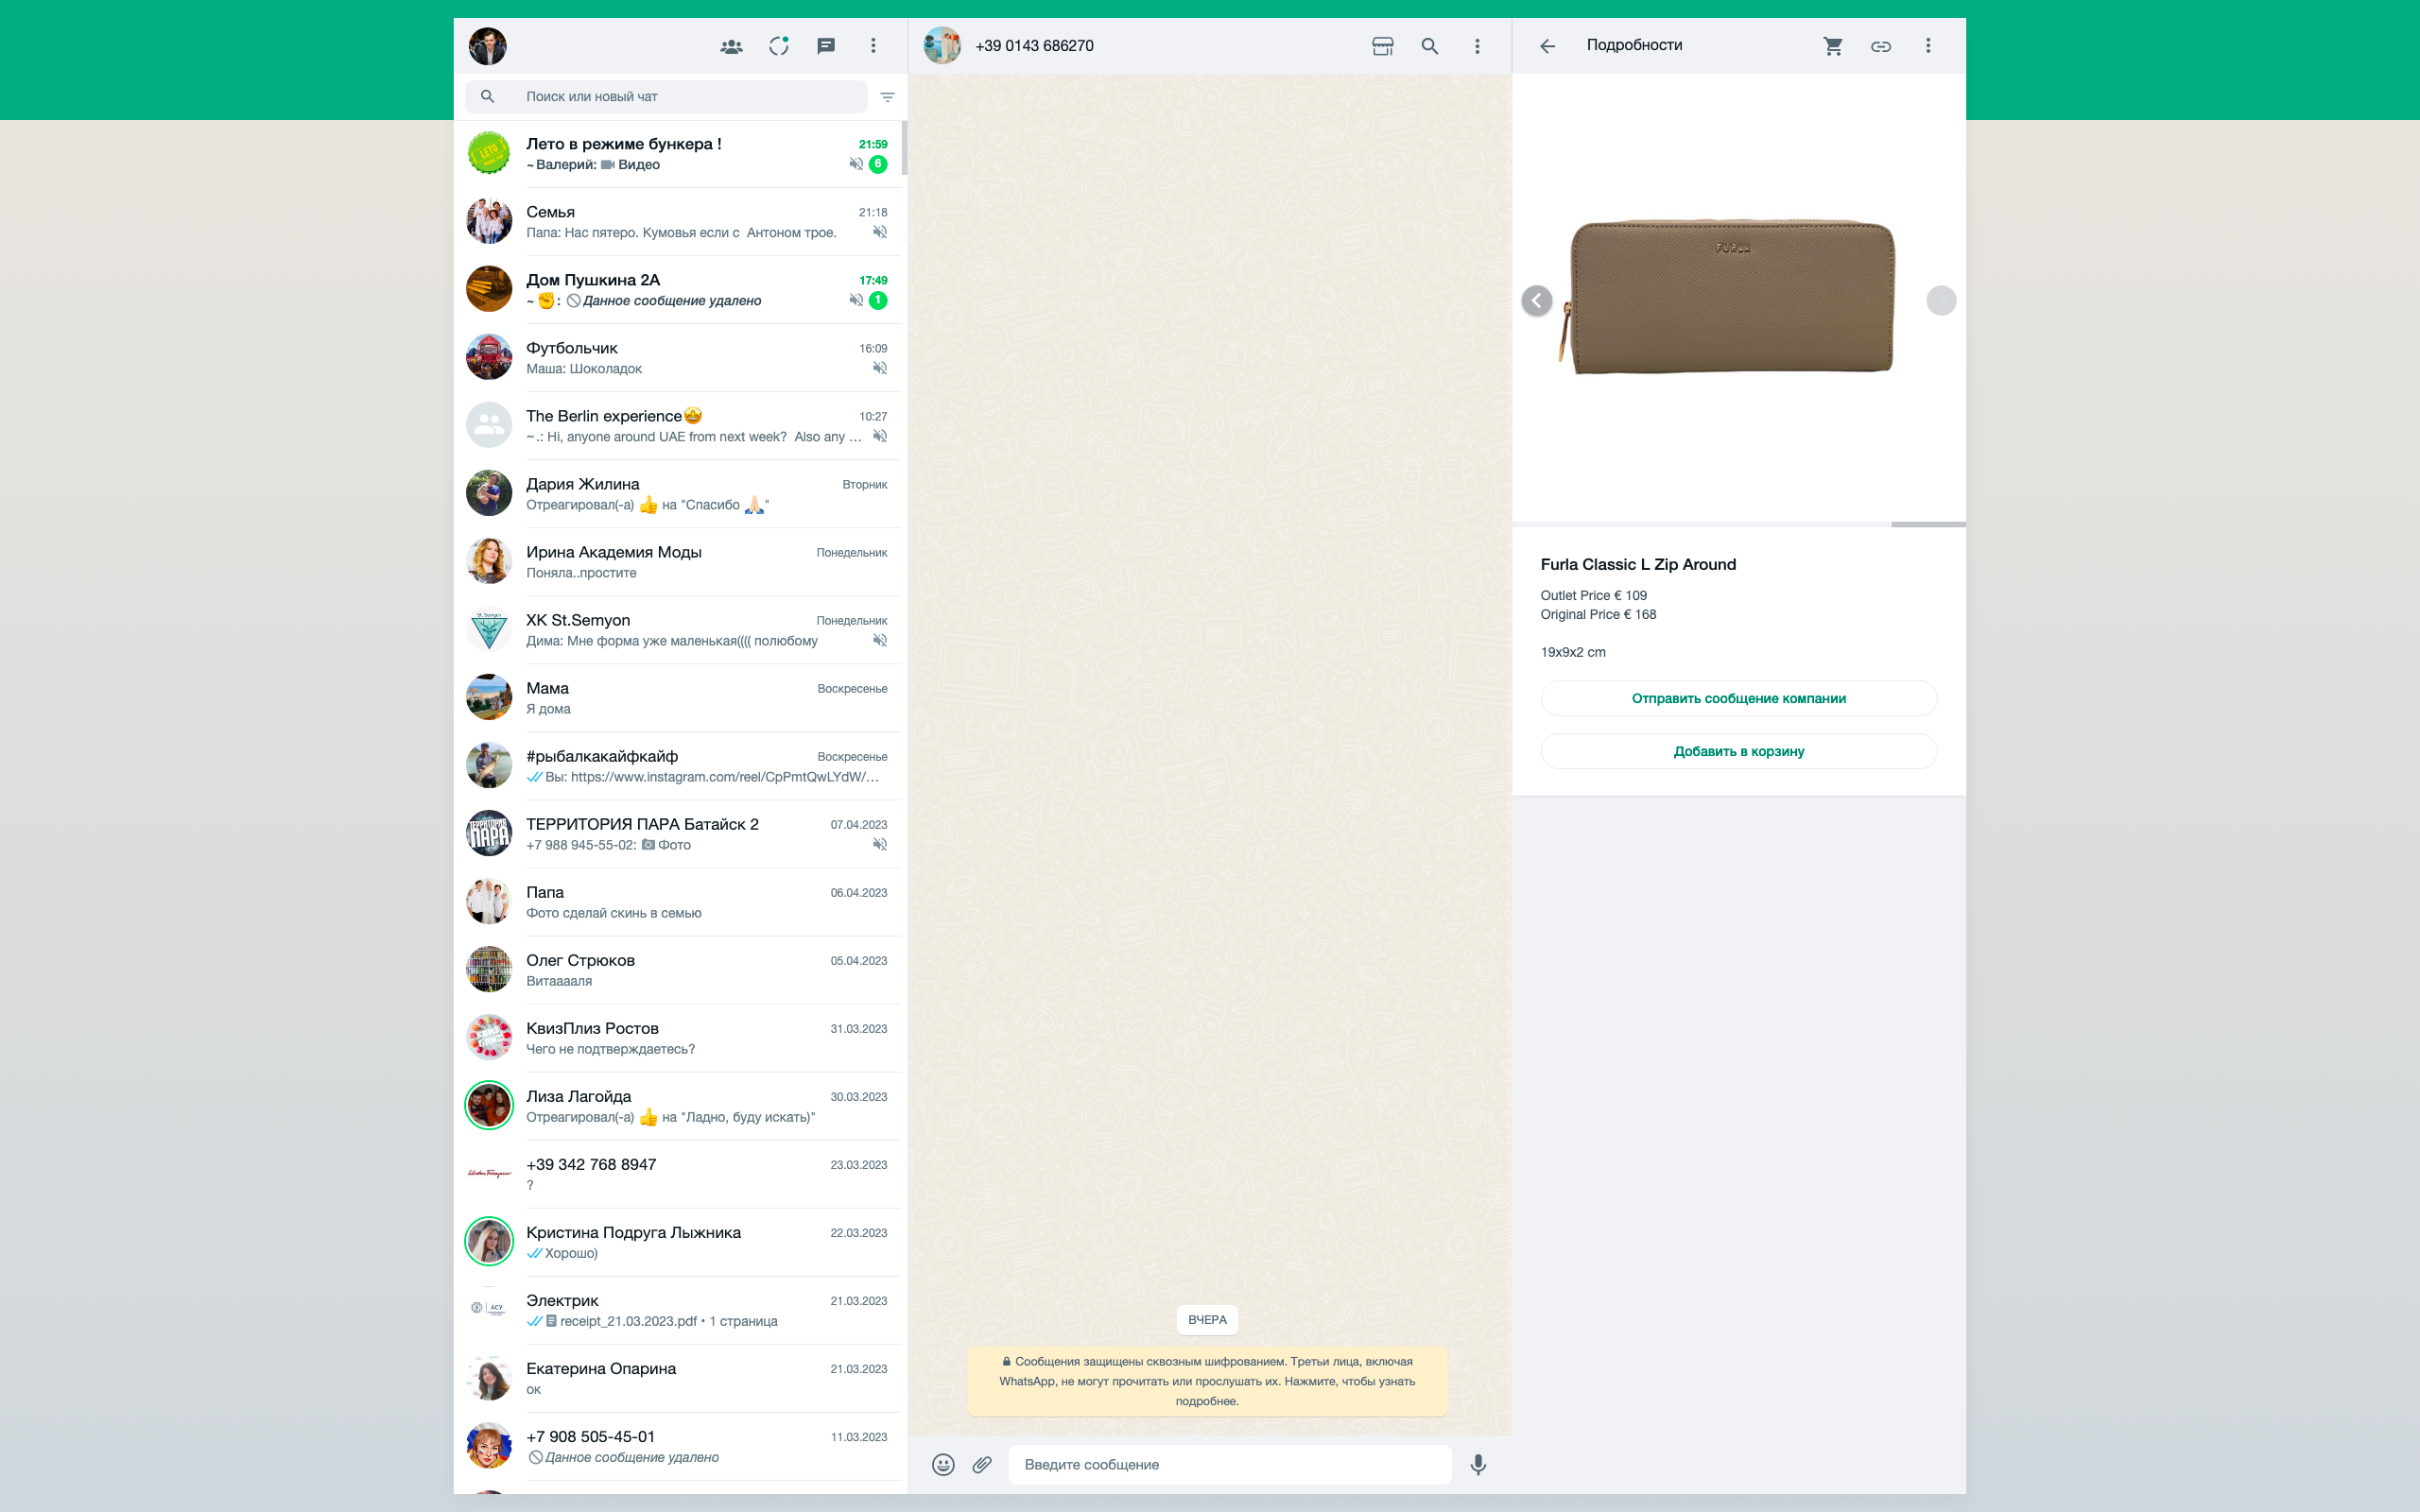 Поиск или новый чат
Лето в режиме бункера !
21:59
~ Валерий: Видео
6
Семья
21:18
Папа: Нас пятеро. Кумовья если с Антоном трое.
Дом Пушкина 2А
17:49
~ ✊: Данное сообщение удалено
1
Футбольчик
16:09
Маша: Шоколадок
The Berlin experience🤩
10:27
~ .: Hi, anyone around UAE from next week? Also any ...
Дария Жилина
Вторник
Отреагировал(-а) 👍 на "Спасибо 🙏🏻"
Ирина Академия Моды
Понедельник
Поняла..простите
ХК St.Semyon
Понедельник
Дима: Мне форма уже маленькая(((( полюбому
Мама
Воскресенье
Я дома
#рыбалкакайфкайф
Воскресенье
Вы: https://www.instagram.com/reel/CpPmtQwLYdW/...
ТЕРРИТОРИЯ ПАРА Батайск 2
07.04.2023
+7 988 945-55-02: Фото
Папа
06.04.2023
Фото сделай скинь в семью
Олег Стрюков
05.04.2023
Витааааля
КвизПлиз Ростов
31.03.2023
Чего не подтверждаетесь?
Лиза Лагойда
30.03.2023
Отреагировал(-а) 👍 на "Ладно, буду искать)"
+39 342 768 8947
23.03.2023
?
Кристина Подруга Лыжника
22.03.2023
Хорошо)
Электрик
21.03.2023
receipt_21.03.2023.pdf • 1 страница
Екатерина Опарина
21.03.2023
ок
+7 908 505-45-01
11.03.2023
Данное сообщение удалено
+39 0143 686270
ВЧЕРА
Сообщения защищены сквозным шифрованием. Третьи лица, включая
WhatsApp, не могут прочитать или прослушать их. Нажмите, чтобы узнать
подробнее.
Введите сообщение
Подробности
FURLA
Furla Classic L Zip Around
Outlet Price € 109
Original Price € 168
19x9x2 cm
Отправить сообщение компании
Добавить в корзину